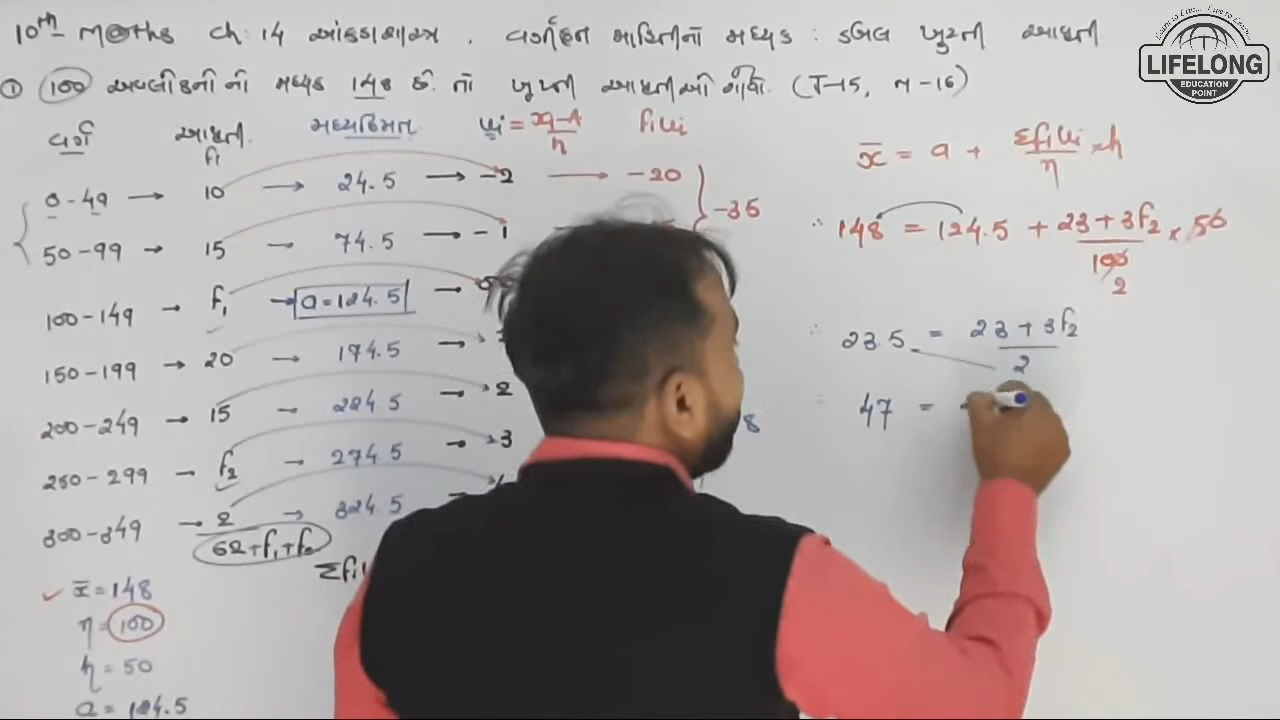 10th Maths ch: 14 આંકડાશાસ્ત્ર. વર્ગીકૃત માહિતીનો મધ્યક : ડબલ ખુટતી આવૃત્તિ
① 100 અવલોકનો નો મધ્યક 148 છે. તો ખુટતી આવૃત્તિઓ શોધો. (J-15, n-16)
વર્ગ આવૃત્તિ fi મધ્યકિંમત ui = xi-A/h fiui
0-49 → 10 → 24.5 → -2 → -20
-35
50-99 → 15 → 74.5 → -1
100-149 → f1 → a=124.5 →
150-199 → 20 → 174.5 →
200-249 → 15 → 224.5 → 2
250-299 → f2 → 274.5 → 3
300-349 → 2 → 324.5 →
62+f1+f2
x̄ = 148
n = 100
h = 50
a = 124.5
x̄ = a + Σfiui/n × h
∴ 148 = 124.5 + 23 + 3f2/100 × 50
2
∴ 23.5 = 23 + 3f2/2
∴ 47 =
LIFELONG
EDUCATION
POINT